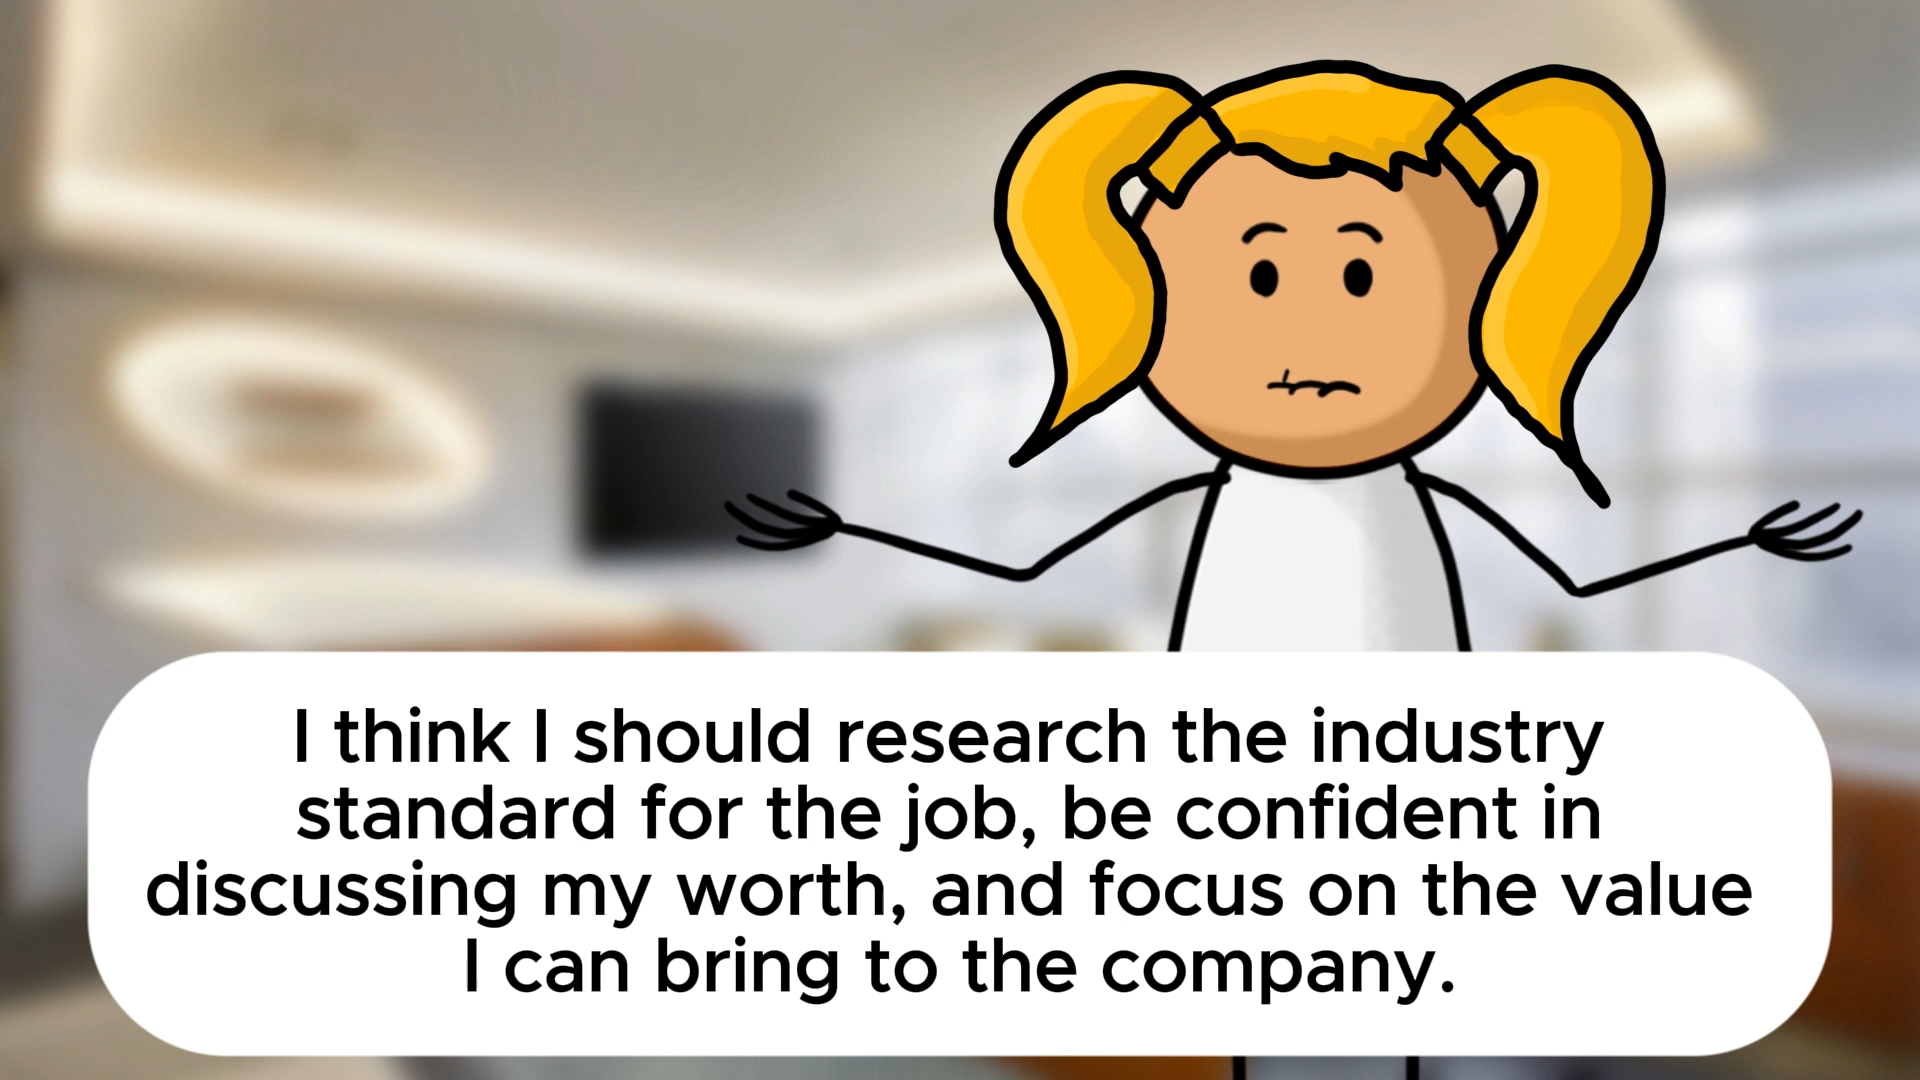 I think I should research the industry
standard for the job, be confident in
discussing my worth, and focus on the value
I can bring to the company.